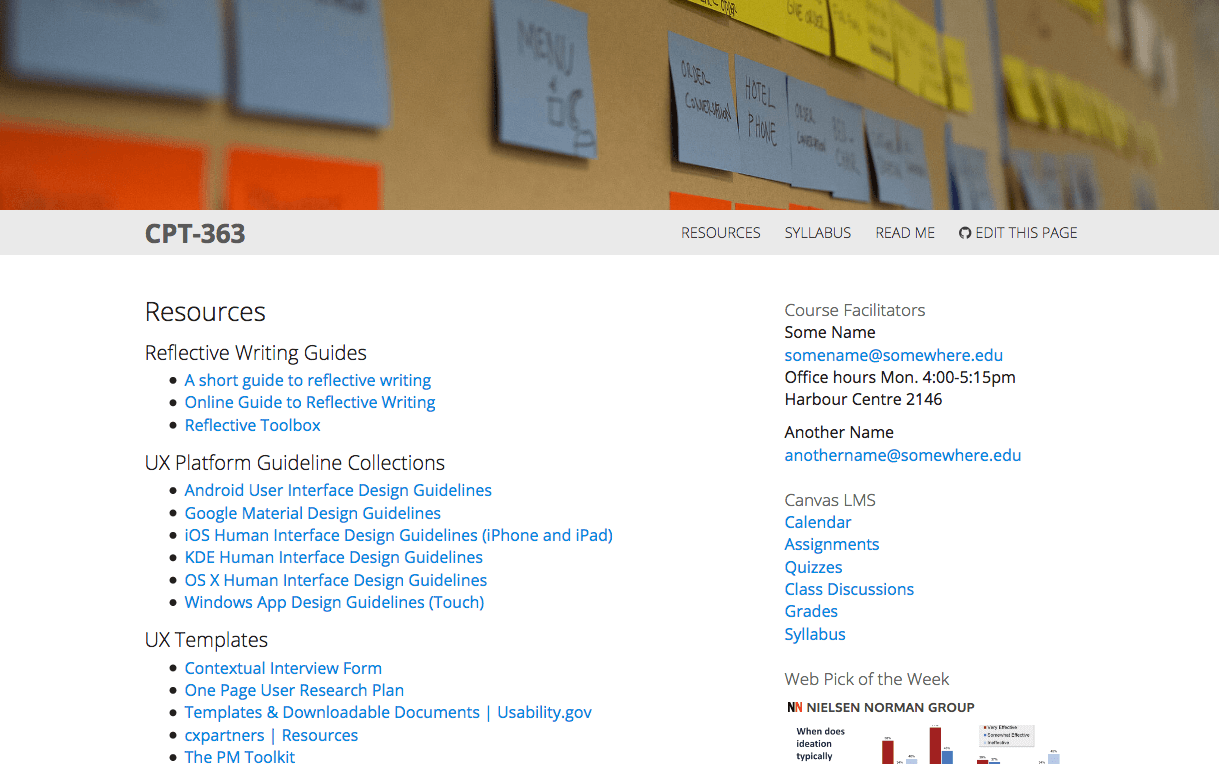 MENU
ORDER
CONVERSATION
HOTEL
PHONE
ORDER
CPT-363
RESOURCES SYLLABUS READ ME EDIT THIS PAGE
Resources
Reflective Writing Guides
A short guide to reflective writing
Online Guide to Reflective Writing
Reflective Toolbox
UX Platform Guideline Collections
Android User Interface Design Guidelines
Google Material Design Guidelines
iOS Human Interface Design Guidelines (iPhone and iPad)
KDE Human Interface Design Guidelines
OS X Human Interface Design Guidelines
Windows App Design Guidelines (Touch)
UX Templates
Contextual Interview Form
One Page User Research Plan
Templates & Downloadable Documents | Usability.gov
cxpartners | Resources
The PM Toolkit
Course Facilitators
Some Name
somename@somewhere.edu
Office hours Mon. 4:00-5:15pm
Harbour Centre 2146
Another Name
anothername@somewhere.edu
Canvas LMS
Calendar
Assignments
Quizzes
Class Discussions
Grades
Syllabus
Web Pick of the Week
NN NIELSEN NORMAN GROUP
When does
ideation
typically
Very Effective
Somewhat Effective
Ineffective